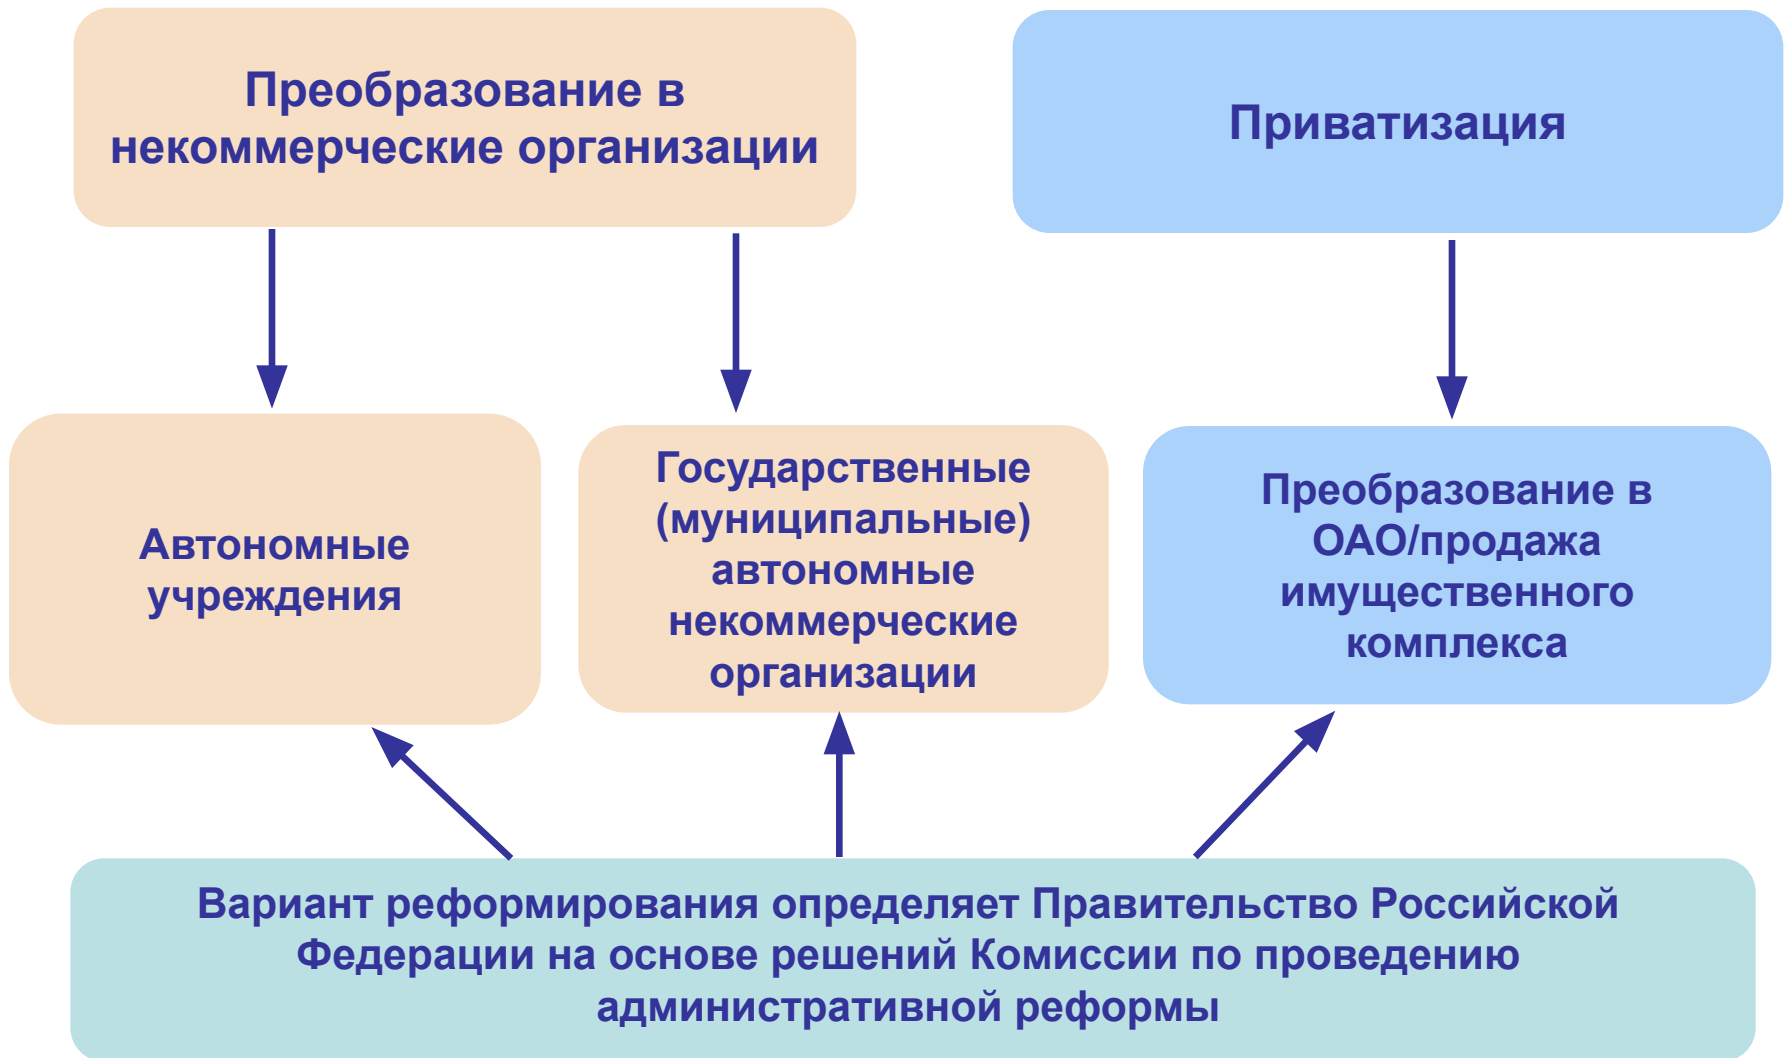 Преобразование в
некоммерческие организации
Приватизация
Автономные
учреждения
Государственные
(муниципальные)
автономные
некоммерческие
организации
Преобразование в
ОАО/продажа
имущественного
комплекса
Вариант реформирования определяет Правительство Российской
Федерации на основе решений Комиссии по проведению
административной реформы